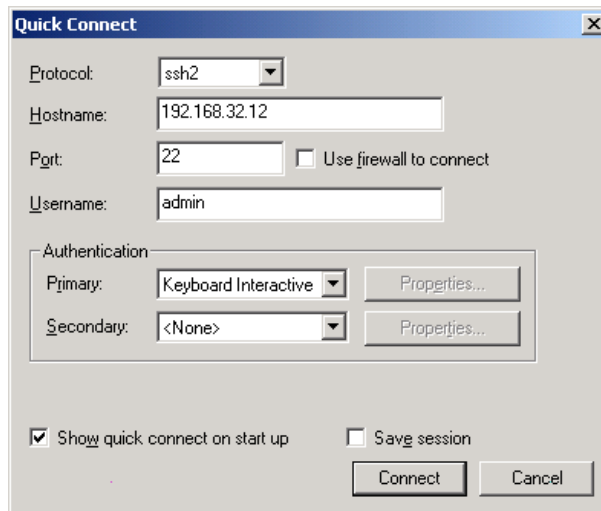 Quick Connect
Protocol: ssh2
Hostname: 192.168.32.12
Port: 22 Use firewall to connect
Username: admin
Authentication
Primary: Keyboard Interactive Properties...
Secondary: <None> Properties...
Show quick connect on start up Save session
Connect Cancel